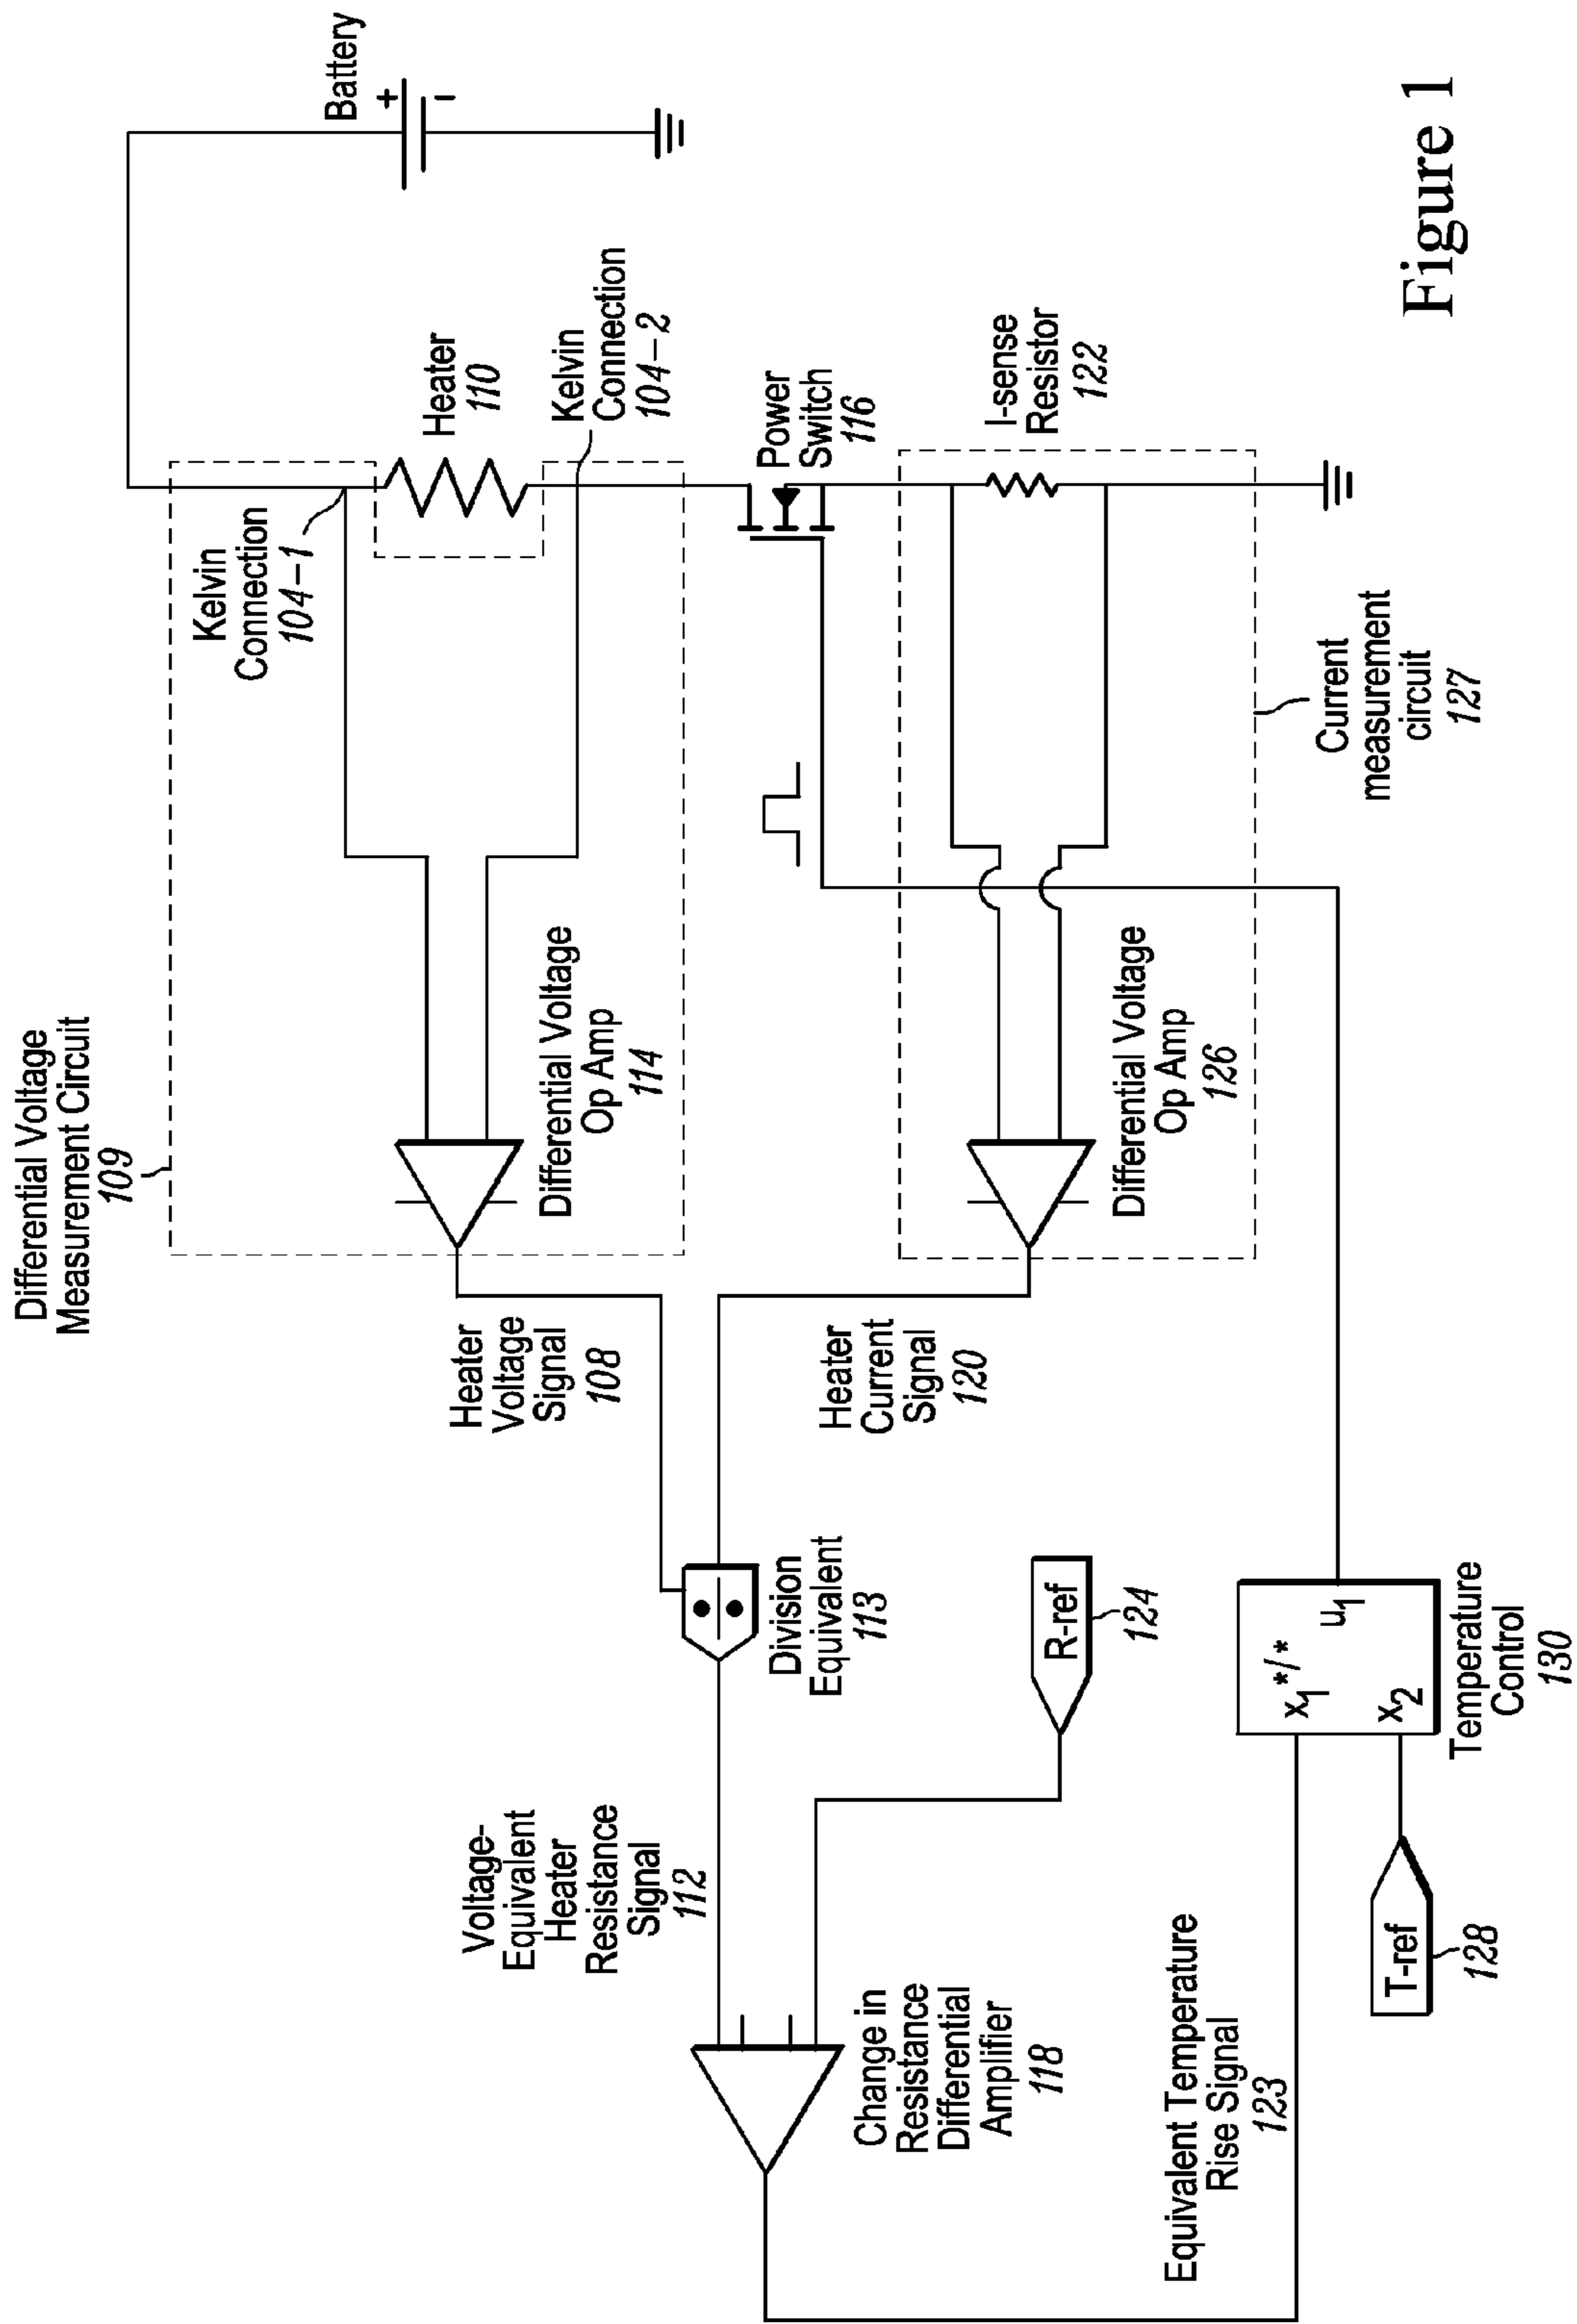 Differential Voltage
Measurement Circuit
109
Kelvin
Connection
104-1
Battery
+
-
Heater
110
Kelvin
Connection
104-2
Differential Voltage
Op Amp
114
Heater
Voltage
Signal
108
Power
Switch
116
I-sense
Resistor
122
Differential Voltage
Op Amp
126
Current
measurement
circuit
127
Heater
Current
Signal
120
Division
Equivalent
113
Voltage-
Equivalent
Heater
Resistance
Signal
112
R-ref
124
Change in
Resistance
Differential
Amplifier
118
Equivalent Temperature
Rise Signal
123
x1 */*
u1
x2
Temperature
Control
130
T-ref
128
Figure 1